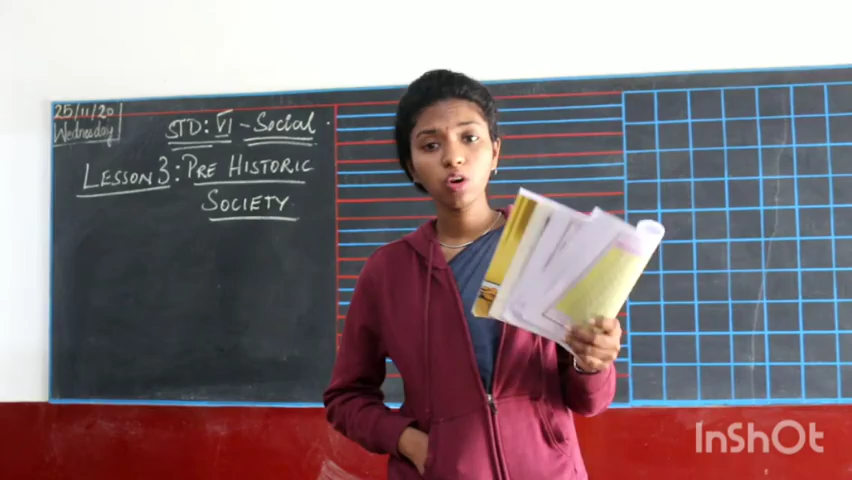 25/11/20
Wednesday
STD: VI - Social.
LESSON 3: PRE HISTORIC
SOCIETY
InShOt